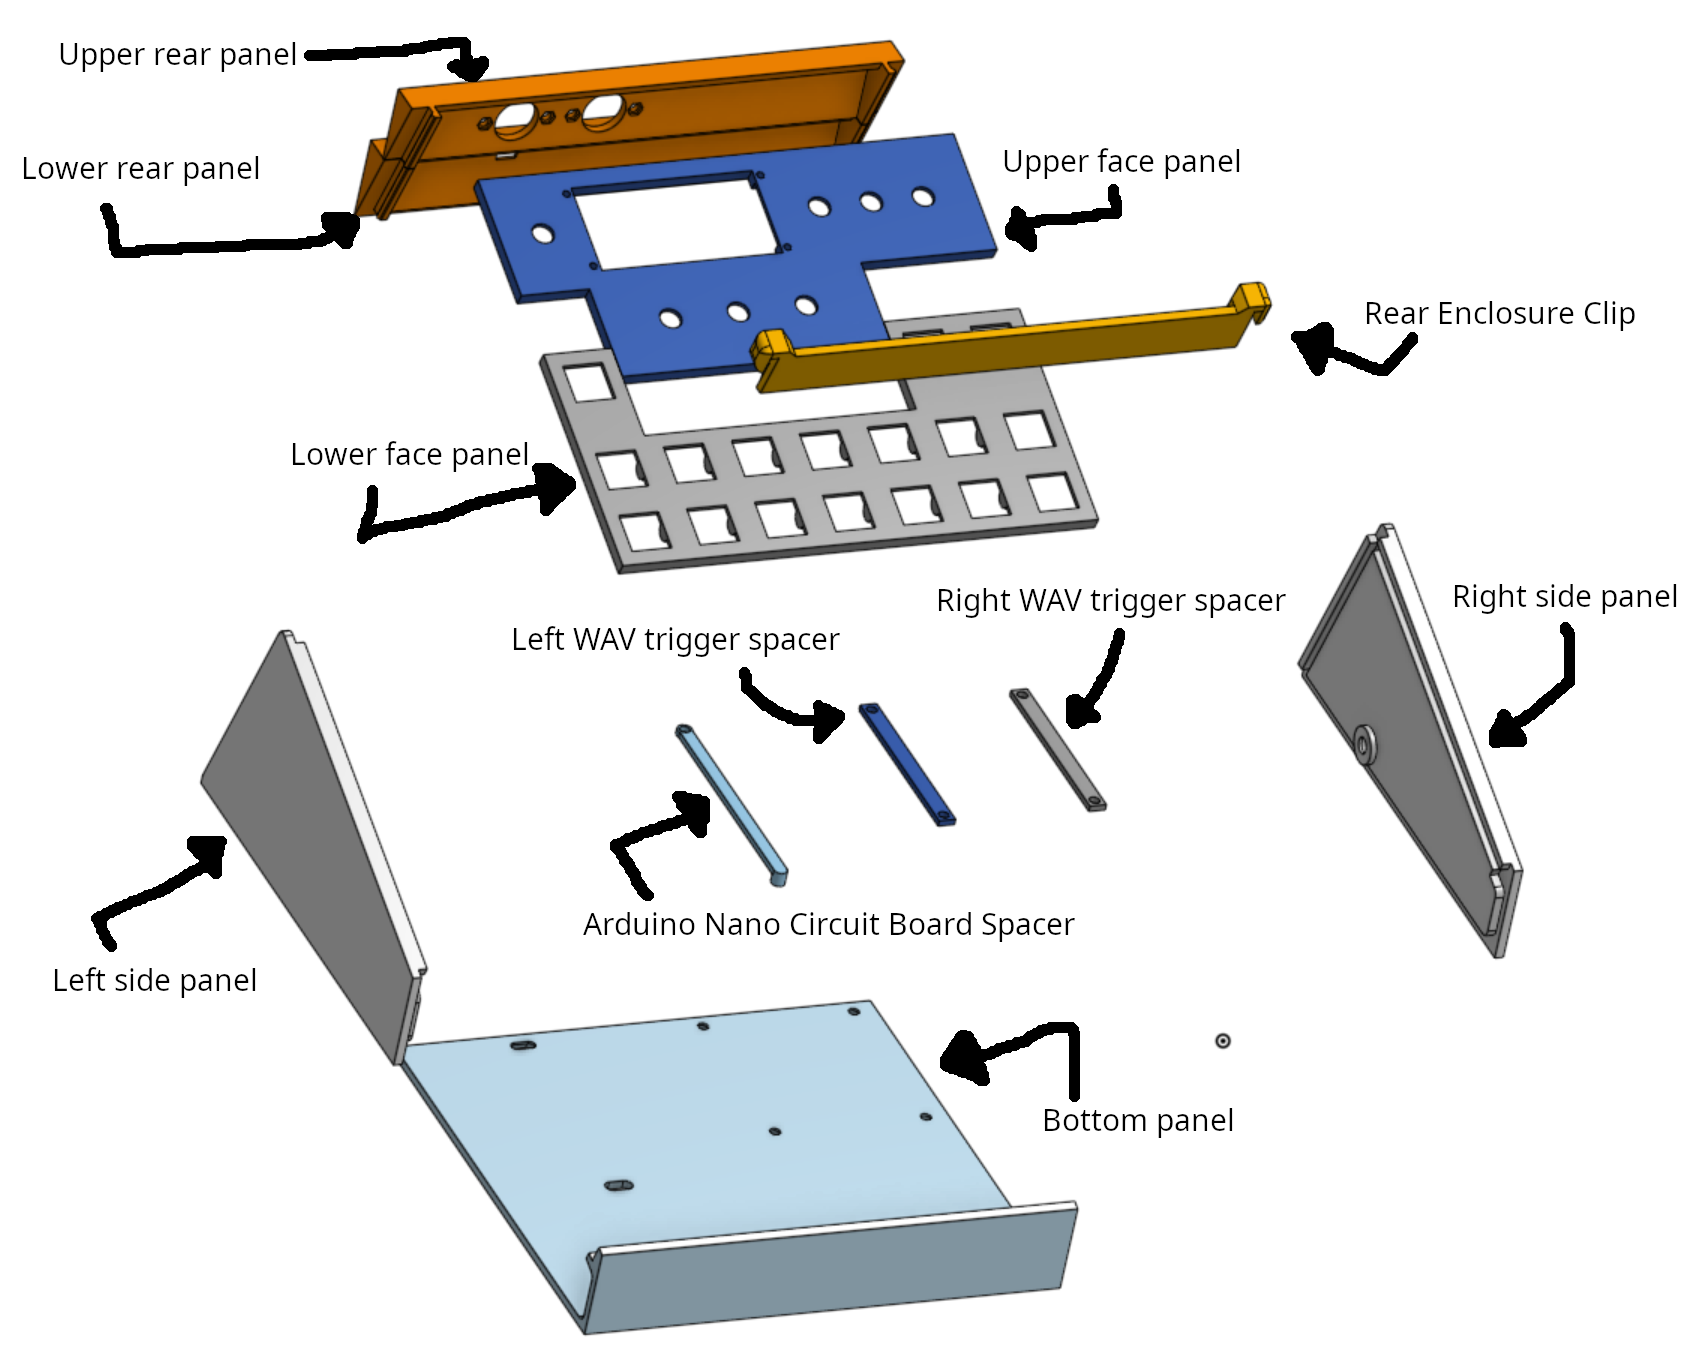 Upper rear panel
Lower rear panel
Upper face panel
Rear Enclosure Clip
Lower face panel
Right WAV trigger spacer
Right side panel
Left WAV trigger spacer
Arduino Nano Circuit Board Spacer
Left side panel
Bottom panel